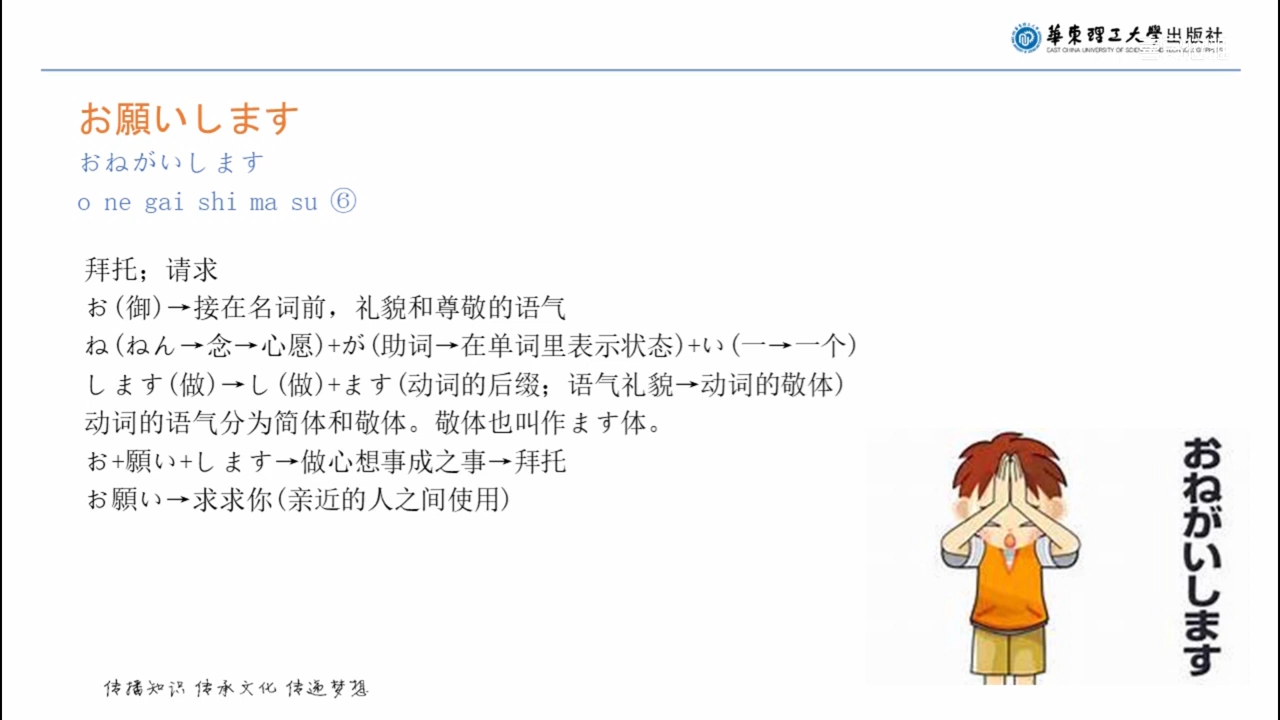 華東理工大學出版社
お願いします
おねがいします
o ne gai shi ma su ⑥
拜托；请求
お(御)→接在名词前，礼貌和尊敬的语气
ね(ねん→念→心愿)+が(助词→在单词里表示状态)+い(一→一个)
します(做)→し(做)+ます(动词的后缀；语气礼貌→动词的敬体)
动词的语气分为简体和敬体。敬体也叫作ます体。
お+願い+します→做心想事成之事→拜托
お願い→求求你(亲近的人之间使用)
おねがいします
传播知识 传承文化 传递梦想